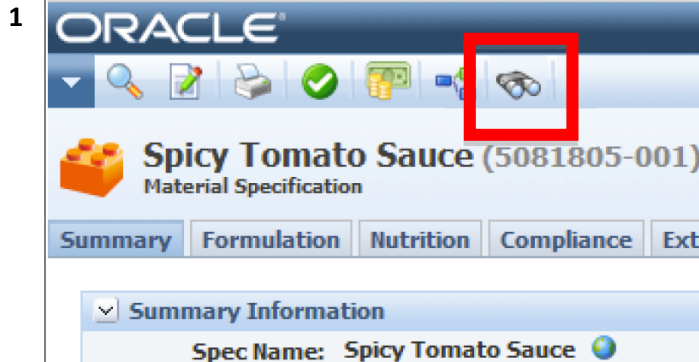 1
ORACLE®
Spicy Tomato Sauce (5081805-001)
Material Specification
Summary Formulation Nutrition Compliance Ext
Summary Information
Spec Name: Spicy Tomato Sauce